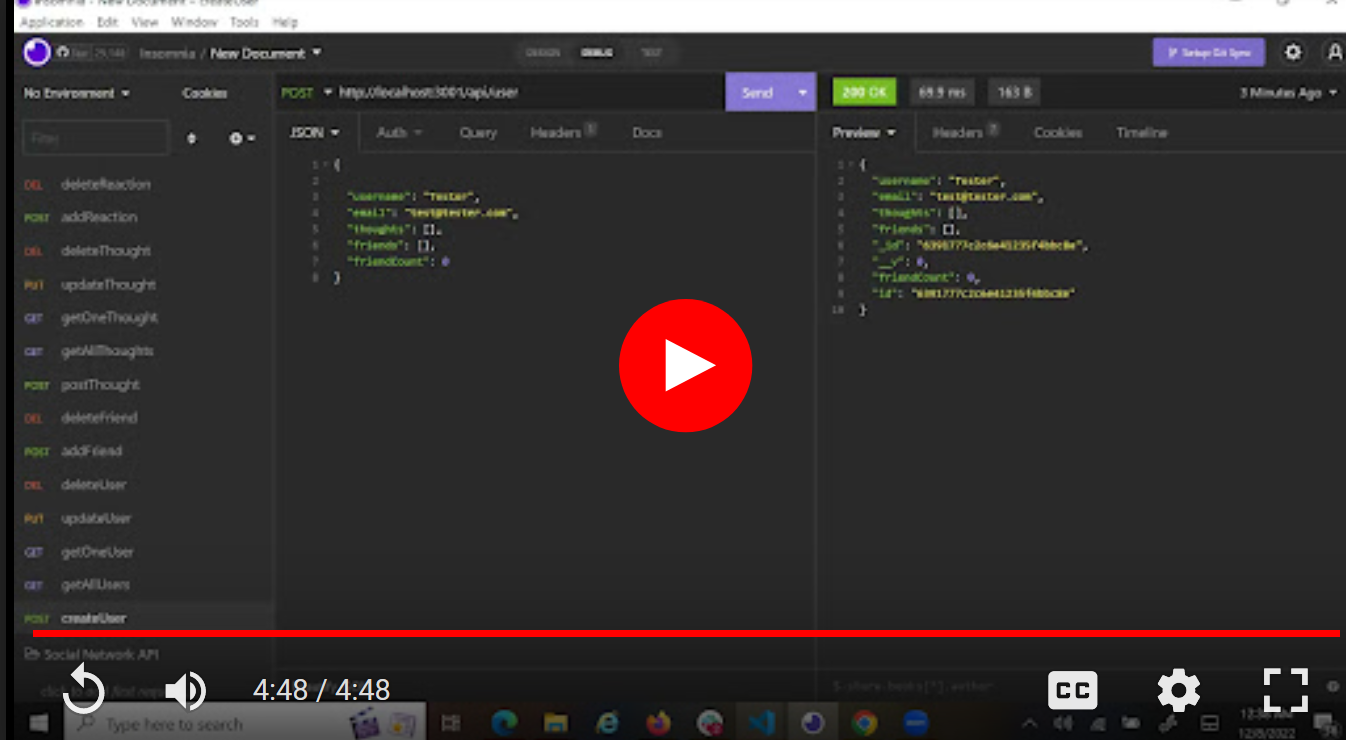 Insomnia - New Document - createUser
Application Edit View Window Tools Help
Insomnia / New Document
DESIGN DEBUG TEST
Setup Git Sync
No Environment Cookies
POST http://localhost:3001/api/user Send
200 OK 69.9 ms 163 B 3 Minutes Ago
Filter
JSON Auth Query Headers 1 Docs
Preview Headers 7 Cookies Timeline
DEL deleteReaction
POST addReaction
DEL deleteThought
PUT updateThought
GET getOneThought
GET getAllThoughts
POST postThought
DEL deleteFriend
POST addFriend
DEL deleteUser
PUT updateUser
GET getOneUser
GET getAllUsers
POST createUser
Social Network API
1 {
2
3 "username": "Tester",
4 "email": "test@tester.com",
5 "thoughts": [],
6 "friends": [],
7 "friendCount": 0
8 }
1 {
2 "username": "Tester",
3 "email": "test@tester.com",
4 "thoughts": [],
5 "friends": [],
6 "_id":
7 "__v": 0,
8 "friendCount": 0,
9 "id":
10 }
4:48 / 4:48
CC
Type here to search
12/8/2022